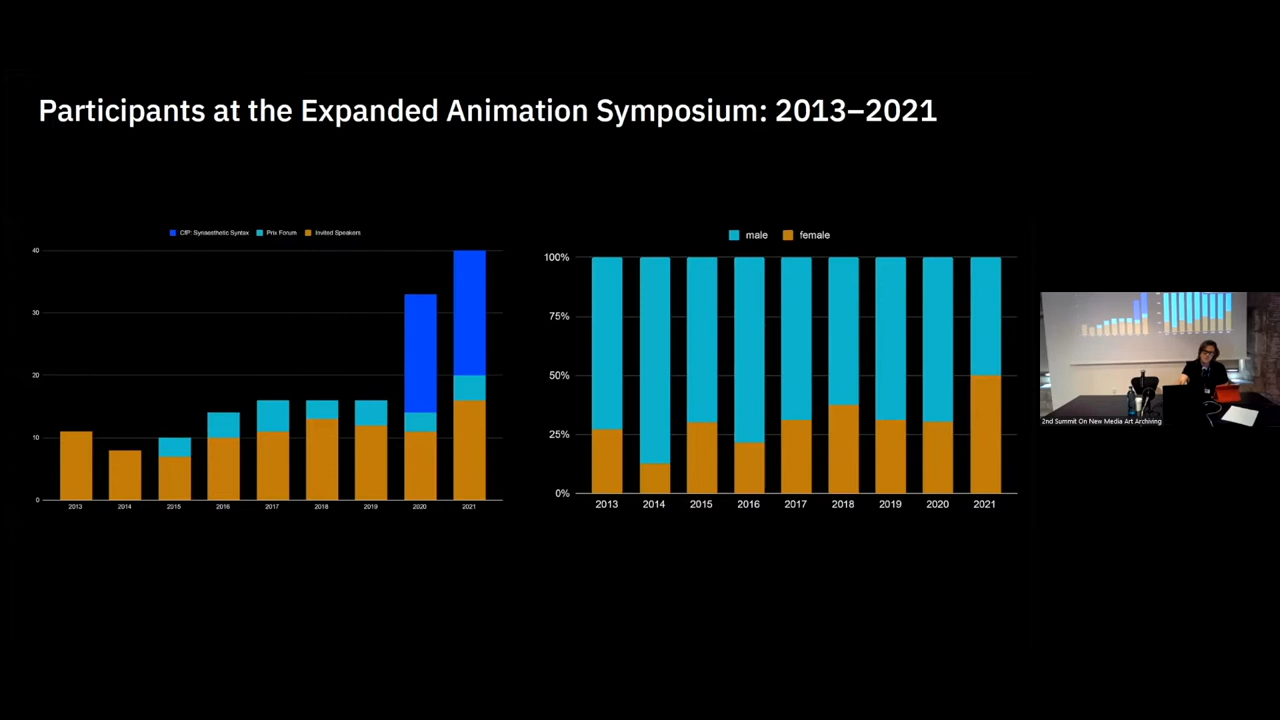 Participants at the Expanded Animation Symposium: 2013–2021
CfP: Synaesthetic Syntax Prix Forum Invited Speakers
40
30
20
10
0
2013 2014 2015 2016 2017 2018 2019 2020 2021
male female
100%
75%
50%
25%
0%
2013 2014 2015 2016 2017 2018 2019 2020 2021
2nd Summit On New Media Art Archiving